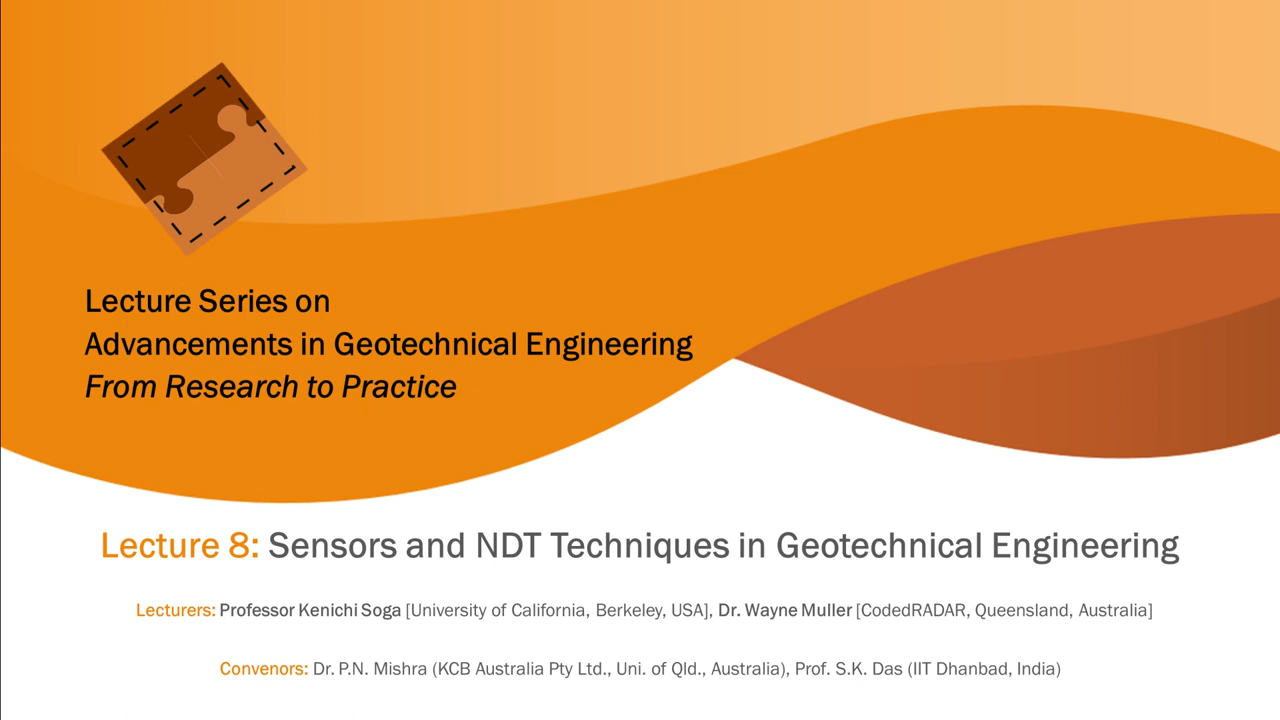 Lecture Series on
Advancements in Geotechnical Engineering
From Research to Practice
Lecture 8: Sensors and NDT Techniques in Geotechnical Engineering
Lecturers: Professor Kenichi Soga [University of California, Berkeley, USA], Dr. Wayne Muller [CodedRADAR, Queensland, Australia]
Convenors: Dr. P.N. Mishra (KCB Australia Pty Ltd., Uni. of Qld., Australia), Prof. S.K. Das (IIT Dhanbad, India)